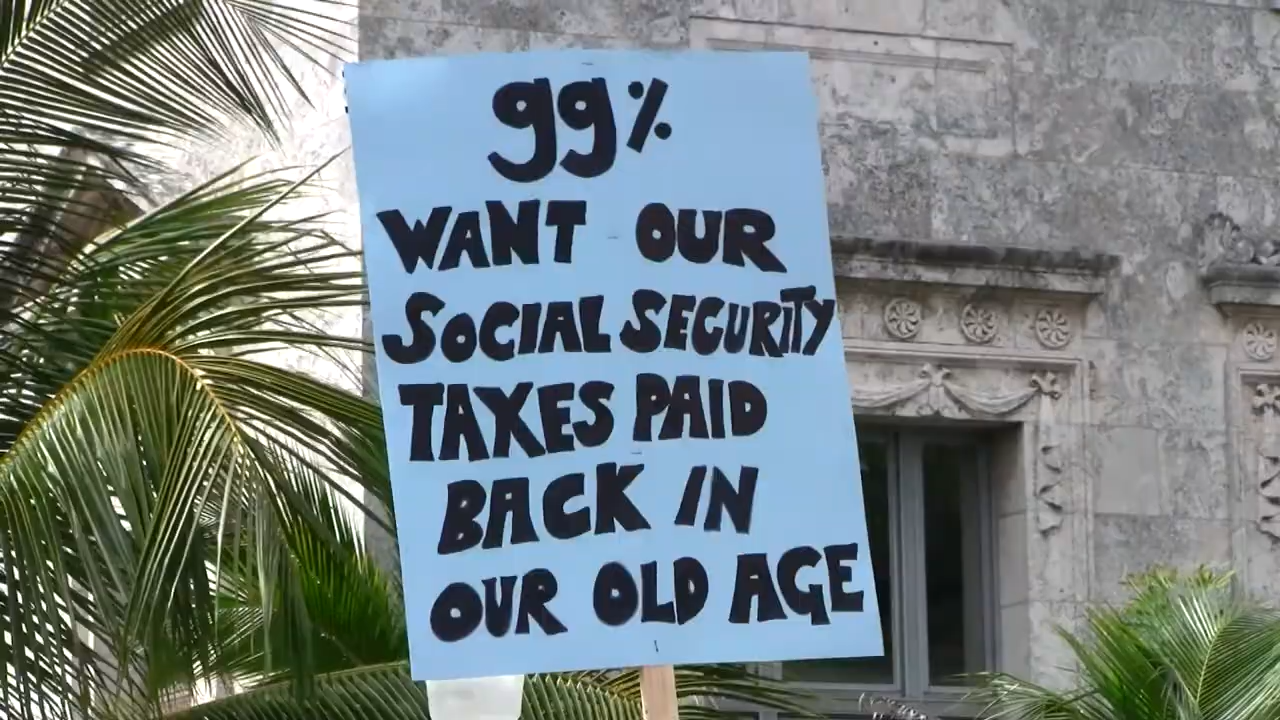 99%
WANT OUR
SOCIAL SECURITY
TAXES PAID
BACK IN
OUR OLD AGE